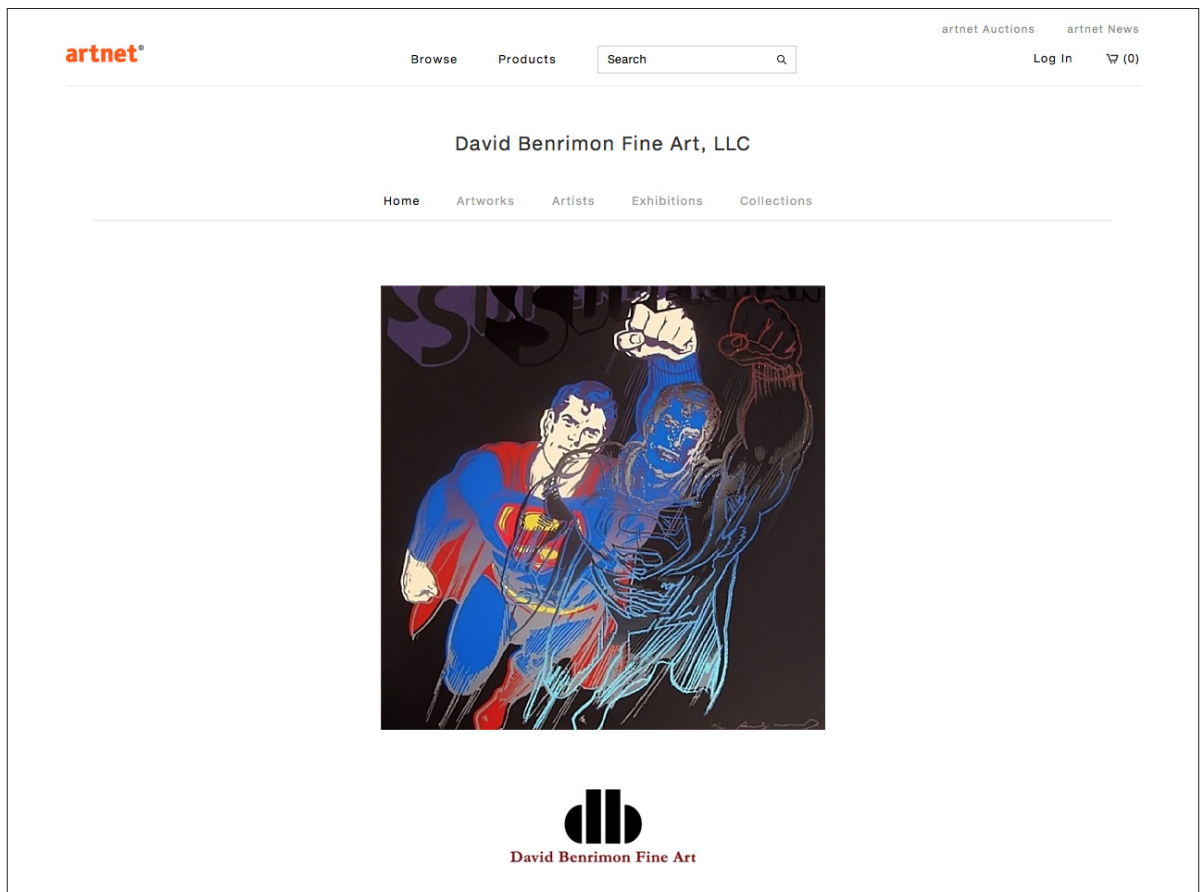 artnet Auctions artnet News
artnet®
Browse Products Search Log In (0)
David Benrimon Fine Art, LLC
Home Artworks Artists Exhibitions Collections
SUPERMAN
db
David Benrimon Fine Art